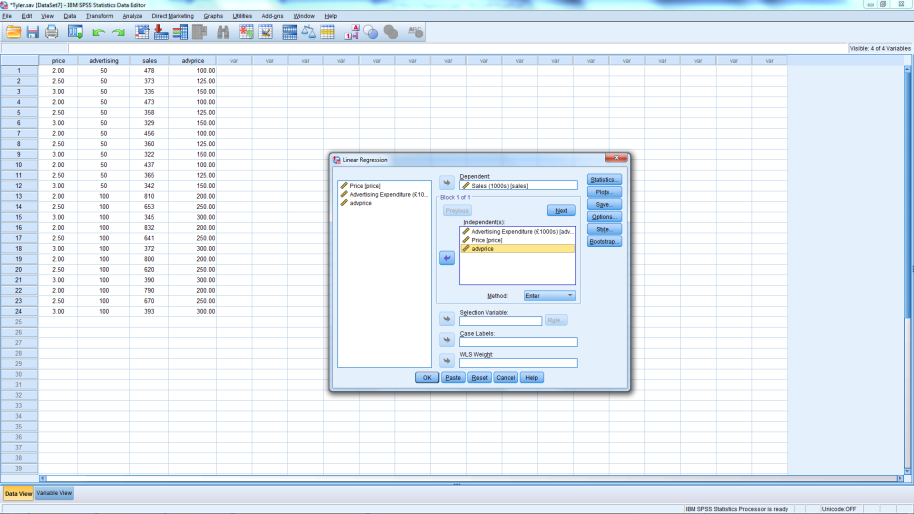 *Tyler.sav [DataSet7] - IBM SPSS Statistics Data Editor
File Edit View Data Transform Analyze Direct Marketing Graphs Utilities Add-ons Window Help
Visible: 4 of 4 Variables
price advertising sales advprice var var var var var var var var var var var
1 2.00 50 478 100.00
2 2.50 50 373 125.00
3 3.00 50 335 150.00
4 2.00 50 473 100.00
5 2.50 50 358 125.00
6 3.00 50 329 150.00
7 2.00 50 456 100.00
8 2.50 50 360 125.00
9 3.00 50 322 150.00
10 2.00 50 437 100.00
11 2.50 50 365 125.00
12 3.00 50 342 150.00
13 2.00 100 810 200.00
14 2.50 100 653 250.00
15 3.00 100 345 300.00
16 2.00 100 832 200.00
17 2.50 100 641 250.00
18 3.00 100 372 300.00
19 2.00 100 800 200.00
20 2.50 100 620 250.00
21 3.00 100 390 300.00
22 2.00 100 790 200.00
23 2.50 100 670 250.00
24 3.00 100 393 300.00
25
26
27
28
29
30
31
32
33
34
35
36
37
38
39
Linear Regression
Price [price]
Advertising Expenditure (£10...
advprice
Dependent:
Sales (1000s) [sales]
Block 1 of 1
Previous
Next
Independent(s):
Advertising Expenditure (£1000s) [adv...
Price [price]
advprice
Method: Enter
Selection Variable:
Rule...
Case Labels:
WLS Weight:
Statistics...
Plots...
Save...
Options...
Style...
Bootstrap...
OK Paste Reset Cancel Help
Data View Variable View
IBM SPSS Statistics Processor is ready Unicode:OFF